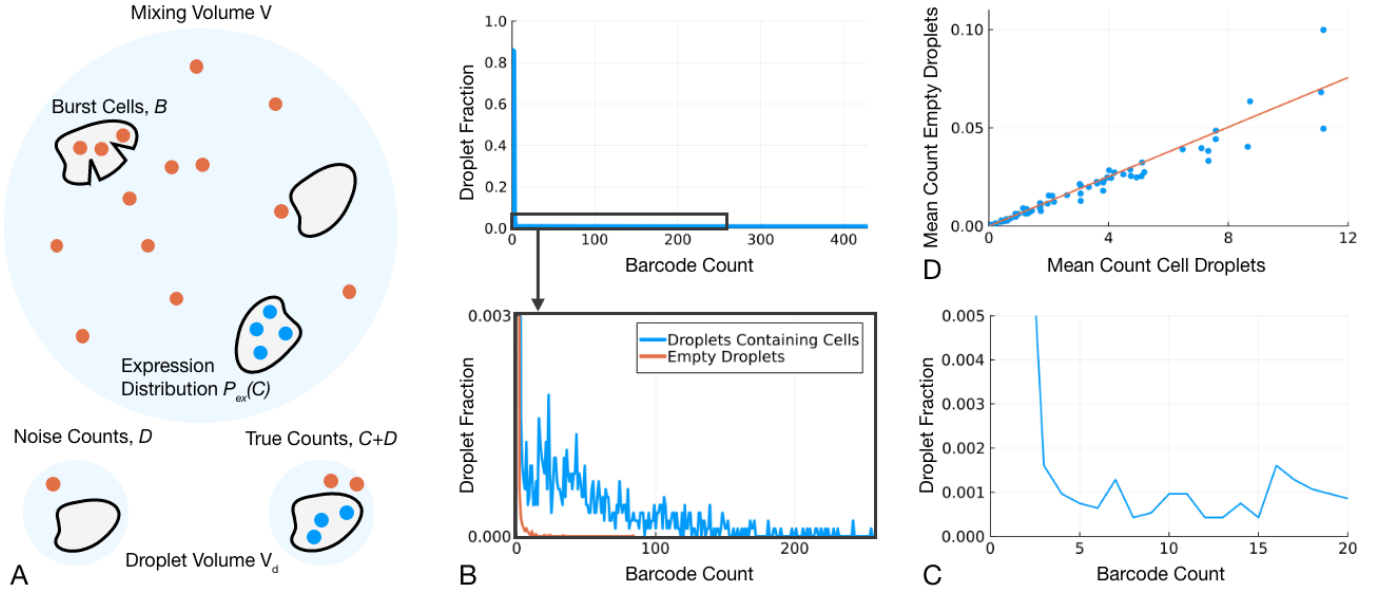 Mixing Volume V
Burst Cells, B
Expression
Distribution Pex(C)
Noise Counts, D
True Counts, C+D
Droplet Volume Vd
A
1.0
0.8
0.6
0.4
0.2
0.0
Droplet Fraction
0
100
200
300
400
Barcode Count
0.003
0.000
Droplet Fraction
Droplets Containing Cells
Empty Droplets
0
100
200
Barcode Count
B
Mean Count Empty Droplets
0.10
0.05
0.00
0
4
8
12
Mean Count Cell Droplets
D
0.005
0.004
0.003
0.002
0.001
0.000
Droplet Fraction
0
5
10
15
20
Barcode Count
C